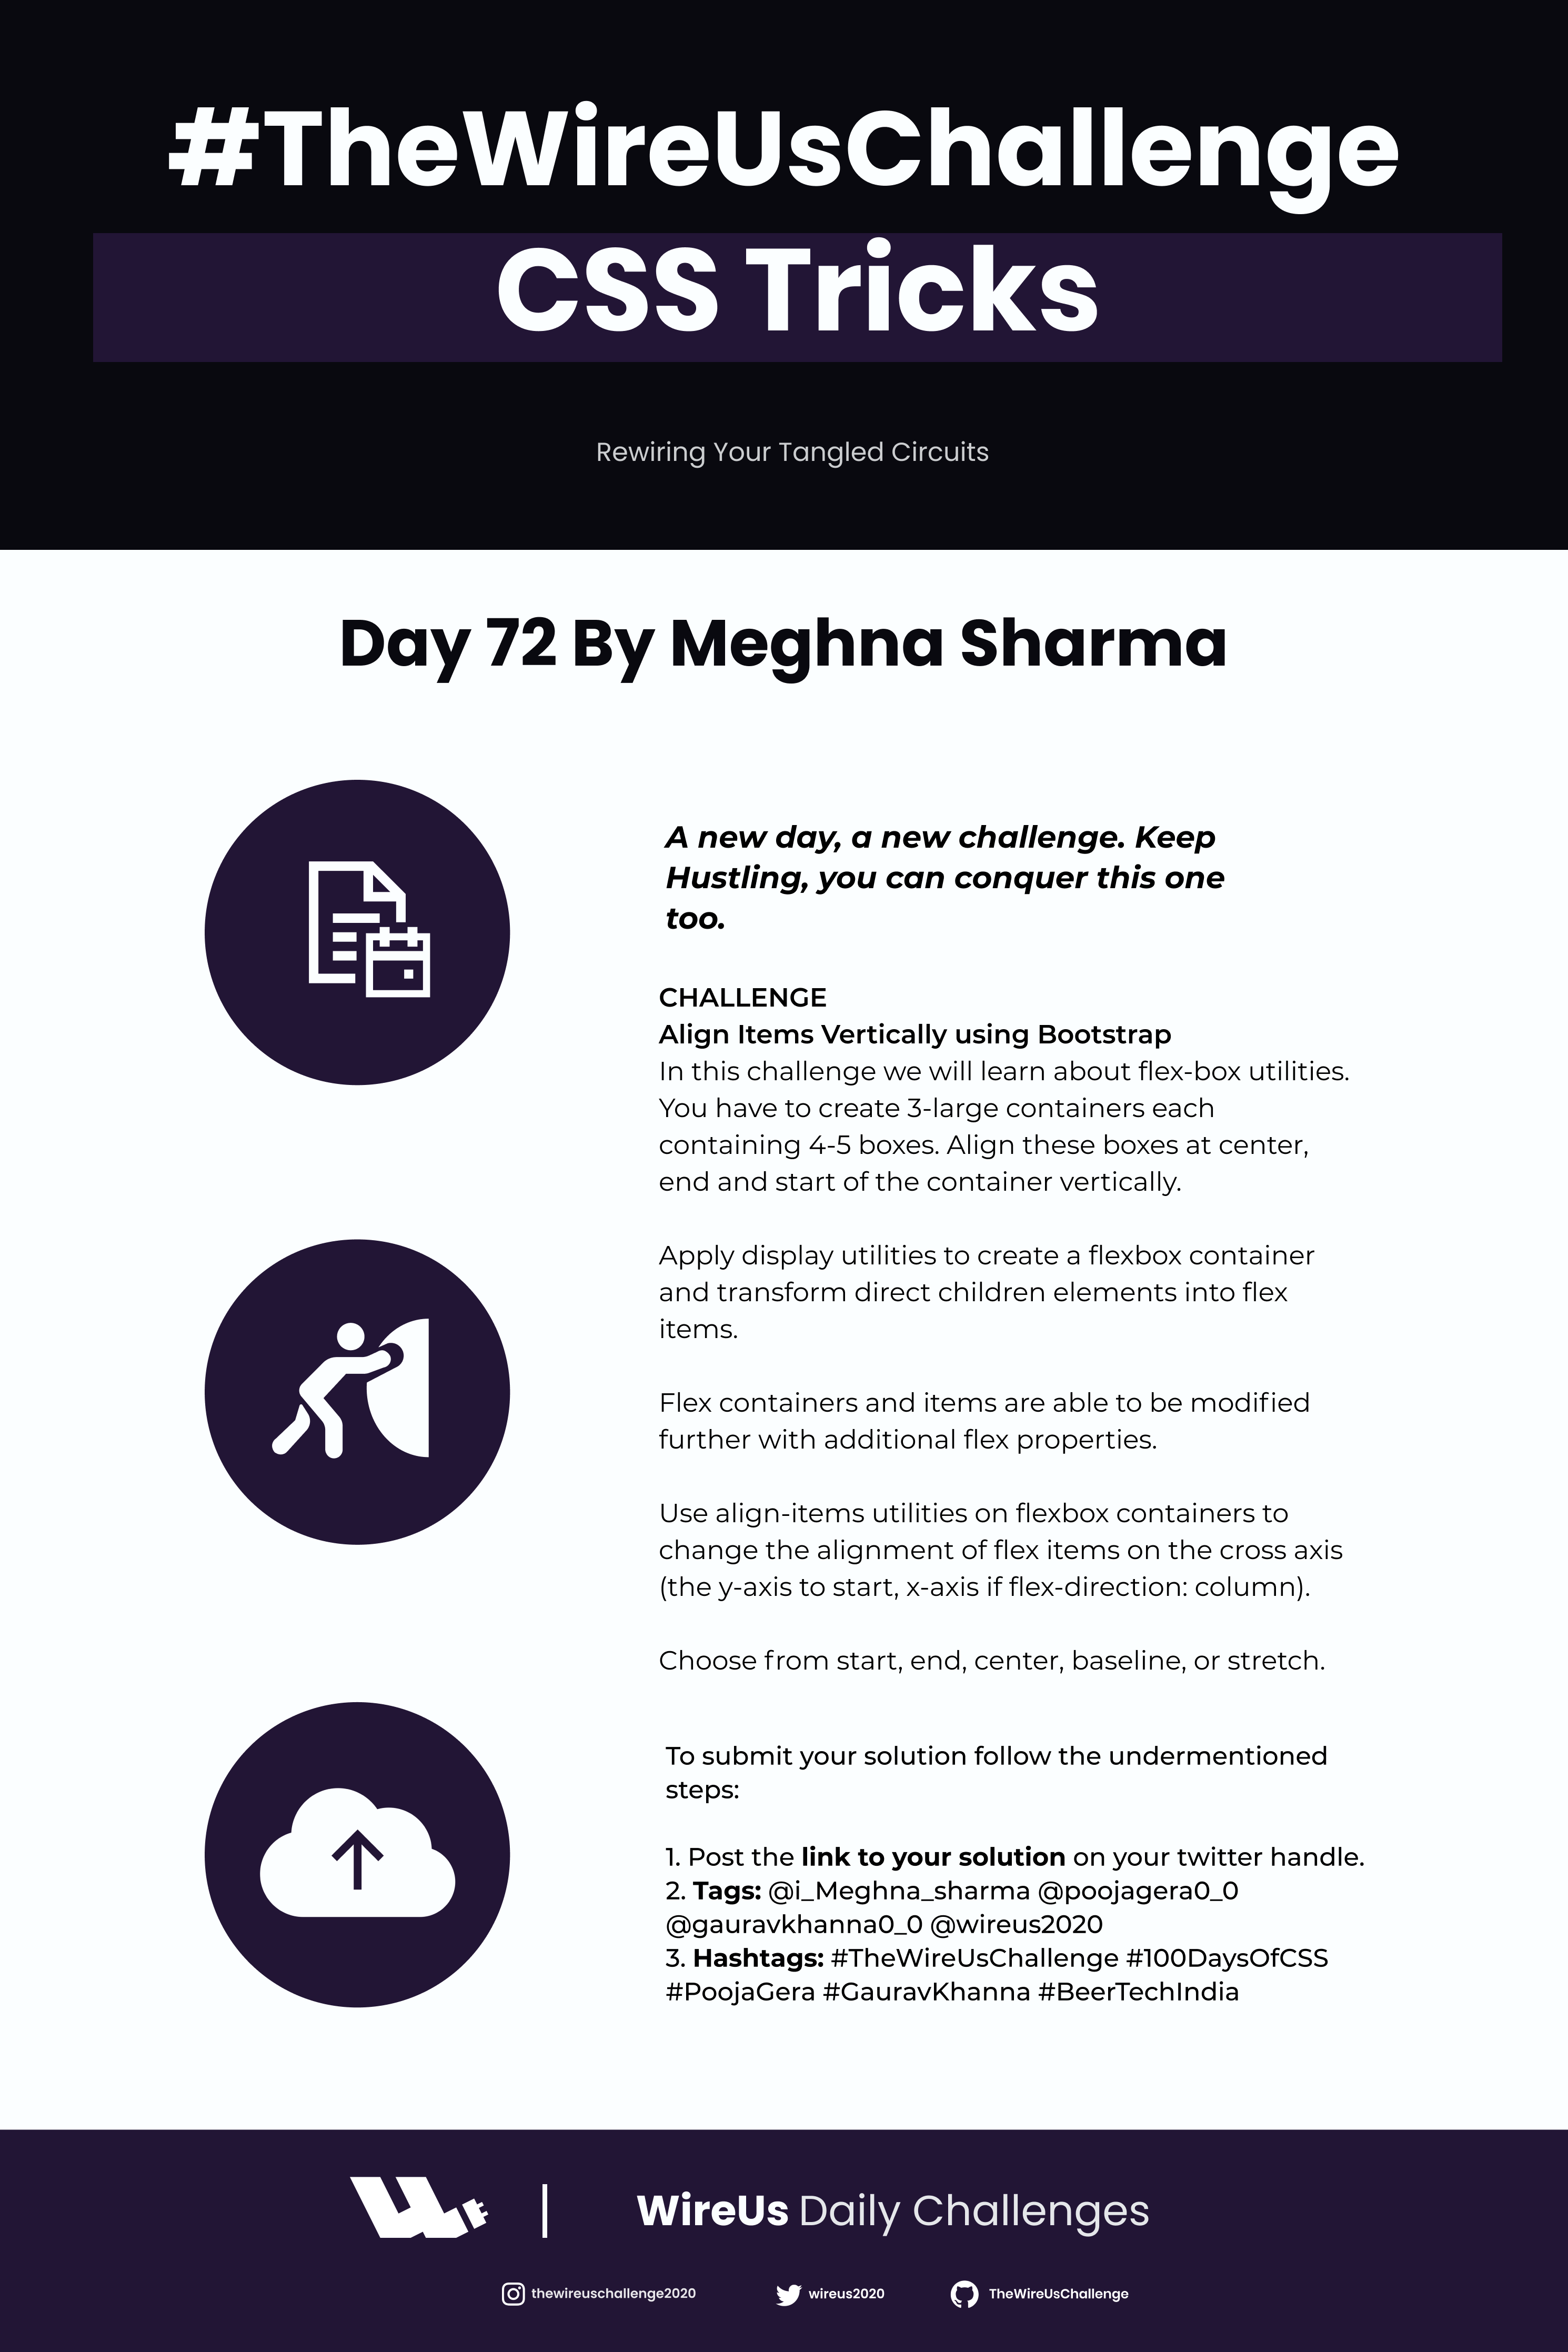 #TheWireUsChallenge
CSS Tricks
Rewiring Your Tangled Circuits
Day 72 By Meghna Sharma
A new day, a new challenge. Keep
Hustling, you can conquer this one
too.
CHALLENGE
Align Items Vertically using Bootstrap
In this challenge we will learn about flex-box utilities.
You have to create 3-large containers each
containing 4-5 boxes. Align these boxes at center,
end and start of the container vertically.
Apply display utilities to create a flexbox container
and transform direct children elements into flex
items.
Flex containers and items are able to be modified
further with additional flex properties.
Use align-items utilities on flexbox containers to
change the alignment of flex items on the cross axis
(the y-axis to start, x-axis if flex-direction: column).
Choose from start, end, center, baseline, or stretch.
To submit your solution follow the undermentioned
steps:
1. Post the link to your solution on your twitter handle.
2. Tags: @i_Meghna_sharma @poojagera0_0
@gauravkhanna0_0 @wireus2020
3. Hashtags: #TheWireUsChallenge #100DaysOfCSS
#PoojaGera #GauravKhanna #BeerTechIndia
WireUs Daily Challenges
thewireuschallenge2020
wireus2020
TheWireUsChallenge